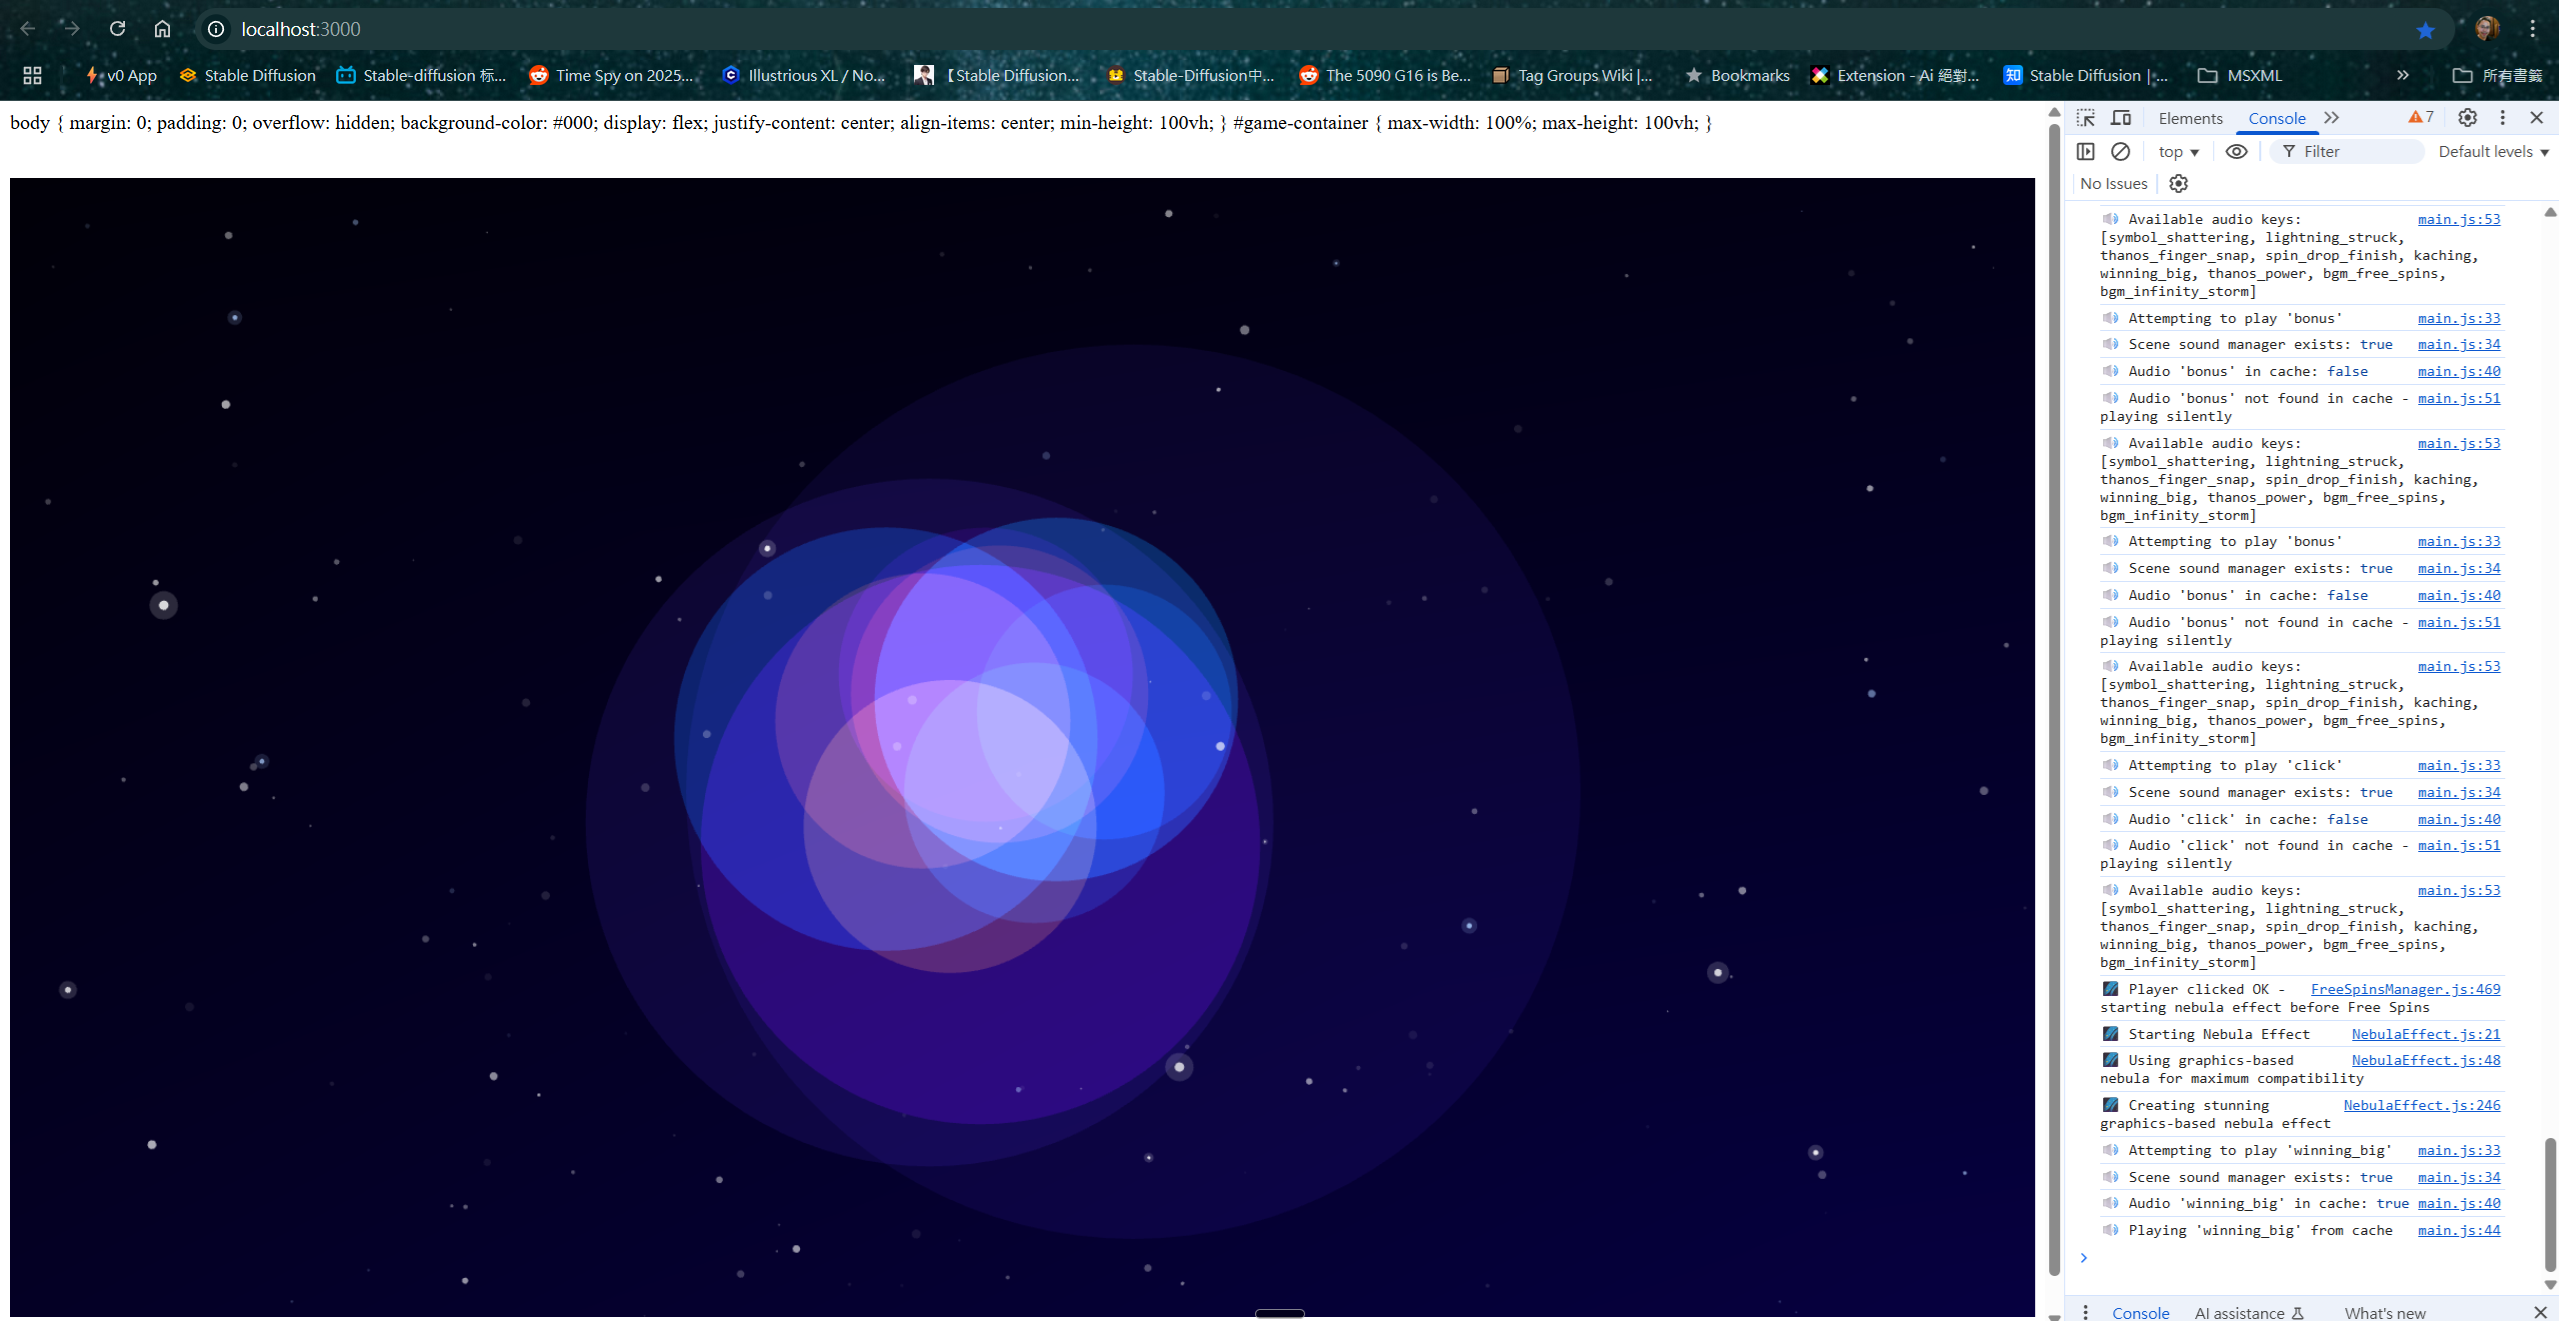 localhost:3000
v0 App
Stable Diffusion
Stable-diffusion 标...
Time Spy on 2025...
Illustrious XL / No...
【Stable Diffusion...
Stable-Diffusion中...
The 5090 G16 is Be...
Tag Groups Wiki |...
Bookmarks
Extension - Ai 絕對...
知 Stable Diffusion | ...
MSXML
»
所有書籤
body { margin: 0; padding: 0; overflow: hidden; background-color: #000; display: flex; justify-content: center; align-items: center; min-height: 100vh; } #game-container { max-width: 100%; max-height: 100vh; }
Elements
Console
7
top
Filter
Default levels
No Issues
Available audio keys: main.js:53
[symbol_shattering, lightning_struck,
thanos_finger_snap, spin_drop_finish, kaching,
winning_big, thanos_power, bgm_free_spins,
bgm_infinity_storm]
Attempting to play 'bonus' main.js:33
Scene sound manager exists: true main.js:34
Audio 'bonus' in cache: false main.js:40
Audio 'bonus' not found in cache - main.js:51
playing silently
Available audio keys: main.js:53
[symbol_shattering, lightning_struck,
thanos_finger_snap, spin_drop_finish, kaching,
winning_big, thanos_power, bgm_free_spins,
bgm_infinity_storm]
Attempting to play 'bonus' main.js:33
Scene sound manager exists: true main.js:34
Audio 'bonus' in cache: false main.js:40
Audio 'bonus' not found in cache - main.js:51
playing silently
Available audio keys: main.js:53
[symbol_shattering, lightning_struck,
thanos_finger_snap, spin_drop_finish, kaching,
winning_big, thanos_power, bgm_free_spins,
bgm_infinity_storm]
Attempting to play 'click' main.js:33
Scene sound manager exists: true main.js:34
Audio 'click' in cache: false main.js:40
Audio 'click' not found in cache - main.js:51
playing silently
Available audio keys: main.js:53
[symbol_shattering, lightning_struck,
thanos_finger_snap, spin_drop_finish, kaching,
winning_big, thanos_power, bgm_free_spins,
bgm_infinity_storm]
Player clicked OK - FreeSpinsManager.js:469
starting nebula effect before Free Spins
Starting Nebula Effect NebulaEffect.js:21
Using graphics-based NebulaEffect.js:48
nebula for maximum compatibility
Creating stunning NebulaEffect.js:246
graphics-based nebula effect
Attempting to play 'winning_big' main.js:33
Scene sound manager exists: true main.js:34
Audio 'winning_big' in cache: true main.js:40
Playing 'winning_big' from cache main.js:44
Console
AI assistance
What's new